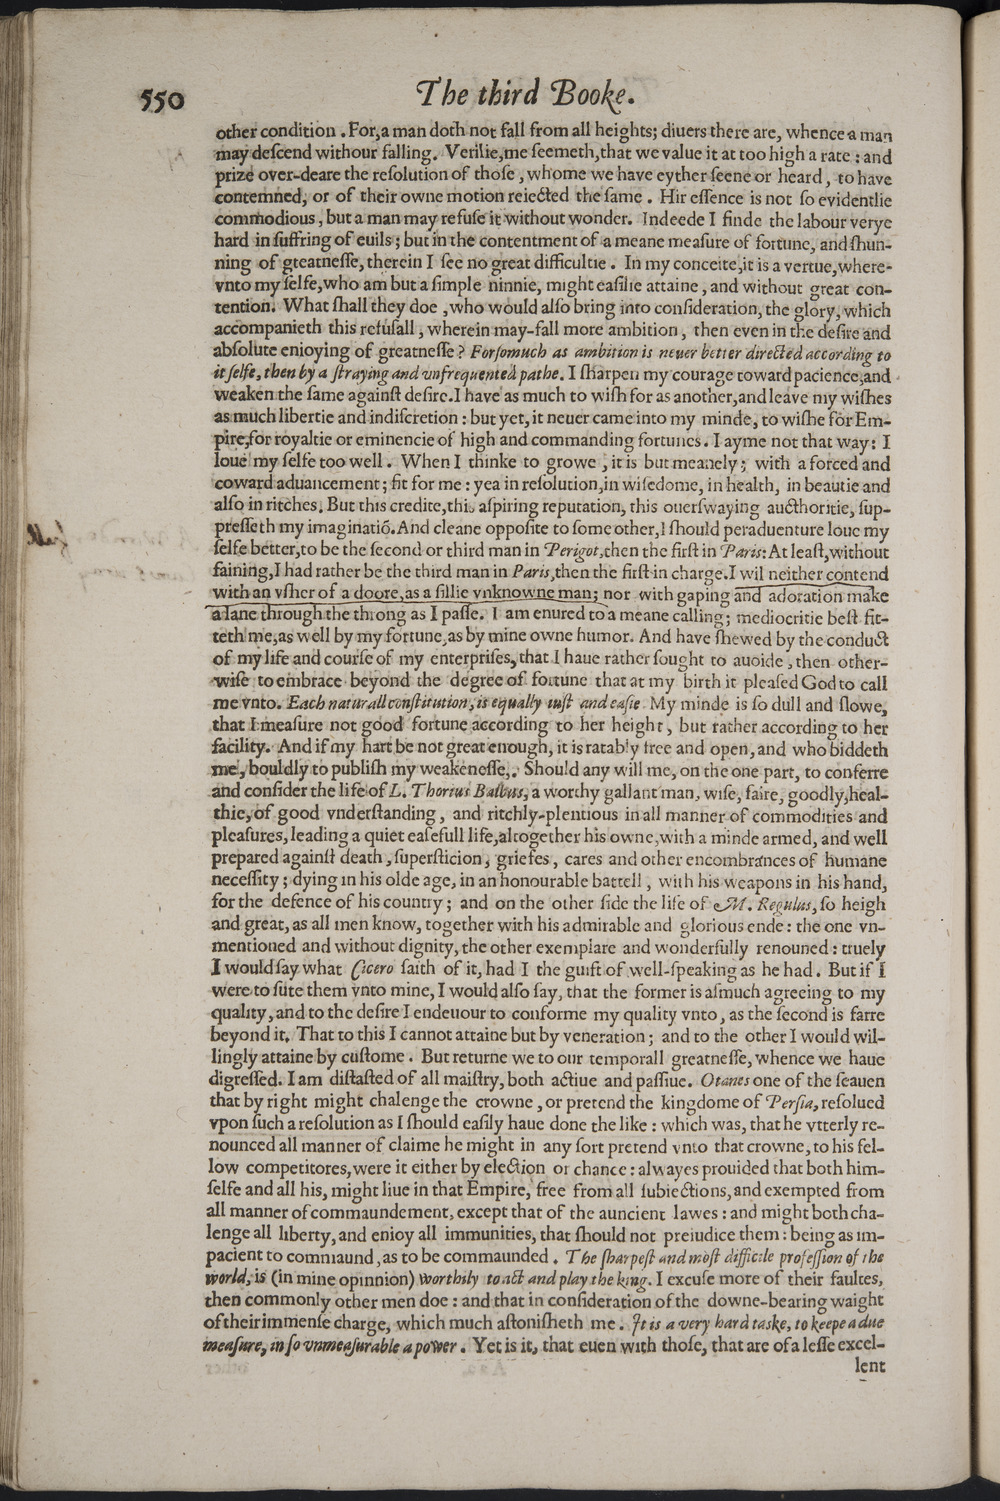 550
The third Booke.
other condition . For, a man doth not fall from all heights; diuers there are, whence a man
may deſcend withour falling. Verilie, me ſeemeth, that we value it at too high a rate : and
prize over-deare the reſolution of thoſe , whome we have eyther ſeene or heard , to have
contemned, or of their owne motion reiected the ſame . Hir eſſence is not ſo evidentlie
commodious , but a man may refuſe it without wonder. Indeede I finde the labour verye
hard in ſuffring of euils ; but in the contentment of a meane meaſure of fortune, and ſhun-
ning of gteatneſſe, therein I ſee no great difficultie . In my conceite, it is a vertue, where-
vnto my ſelfe, who am but a ſimple ninnie, might eaſilie attaine , and without great con-
tention. What ſhall they doe , who would alſo bring into conſideration, the glory, which
accompanieth this refuſall , wherein may-fall more ambition , then even in the deſire and
abſolute enioying of greatneſſe ? Forſomuch as ambition is neuer better directed according to
it ſelfe, then by a ſtraying and vnfrequented pathe. I ſharpen my courage toward pacience, and
weaken the ſame againſt deſire. I have as much to wiſh for as another, and leave my wiſhes
as much libertie and indiſcretion : but yet, it neuer came into my minde, to wiſhe for Em-
pire, for royaltie or eminencie of high and commanding fortunes . I ayme not that way : I
loue my ſelfe too well . When I thinke to growe , it is but meanely ; with a forced and
coward aduancement ; fit for me : yea in reſolution, in wiſedome, in health, in beautie and
alſo in ritches. But this credite, this aſpiring reputation, this ouerſwaying aucthoritie, ſup-
preſſeth my imaginatiō. And cleane oppoſite to ſome other, I ſhould peraduenture loue my
ſelfe better, to be the ſecond or third man in Perigot, then the firſt in Paris : At leaſt, without
faining, I had rather be the third man in Paris, then the firſt in charge. I wil neither contend
with an vſher of a doore, as a ſillie vnknowne man; nor with gaping and adoration make
a lane through the throng as I paſſe. I am enured to a meane calling ; mediocritie beſt fit-
teth me, as well by my fortune, as by mine owne humor. And have ſhewed by the conduct
of my life and courſe of my enterpriſes, that I haue rather ſought to auoide , then other-
wiſe to embrace beyond the degree of fortune that at my birth it pleaſed God to call
me vnto. Each naturall conſtitution, is equally iuſt and eaſie. My minde is ſo dull and ſlowe,
that I meaſure not good fortune according to her height , but rather according to her
facility. And if my hart be not great enough, it is ratably free and open, and who biddeth
me, bouldly to publiſh my weakeneſſe,. Should any will me, on the one part, to conferre
and conſider the life of L. Thorius Balbus, a worthy gallant man, wiſe, faire, goodly, heal-
thie, of good vnderſtanding , and ritchly-plentious in all manner of commodities and
pleaſures, leading a quiet eaſefull life, altogether his owne, with a minde armed, and well
prepared againſt death , ſuperſticion , griefes , cares and other encombrances of humane
neceſſity ; dying in his olde age, in an honourable battell , with his weapons in his hand,
for the defence of his country ; and on the other ſide the life of M. Regulus, ſo heigh
and great, as all men know, together with his admirable and glorious ende : the one vn-
mentioned and without dignity, the other exemplare and wonderfully renouned : truely
I would ſay what Cicero ſaith of it, had I the guift of well-ſpeaking as he had. But if I
were to ſute them vnto mine, I would alſo ſay, that the former is aſmuch agreeing to my
quality, and to the deſire I endeuour to conforme my quality vnto, as the ſecond is farre
beyond it. That to this I cannot attaine but by veneration ; and to the other I would wil-
lingly attaine by cuſtome . But returne we to our temporall greatneſſe, whence we haue
digreſſed. I am diſtaſted of all maiſtry, both actiue and paſſiue. Otanes one of the ſeauen
that by right might chalenge the crowne , or pretend the kingdome of Perſia, reſolued
vpon ſuch a reſolution as I ſhould eaſily haue done the like : which was, that he vtterly re-
nounced all manner of claime he might in any ſort pretend vnto that crowne, to his fel-
low competitores, were it either by election or chance : alwayes prouided that both him-
ſelfe and all his, might liue in that Empire, free from all ſubiections, and exempted from
all manner of commaundement, except that of the auncient lawes : and might both cha-
lenge all liberty, and enioy all immunities, that ſhould not preiudice them : being as im-
pacient to commaund, as to be commaunded . The ſharpeſt and moſt difficile profeſſion of the
world, is (in mine opinnion) worthily to act and play the king. I excuſe more of their faultes,
then commonly other men doe : and that in conſideration of the downe-bearing waight
of their immenſe charge, which much aſtoniſheth me . It is a very hard taske, to keepe a due
meaſure, in ſo vnmeaſurable a power . Yet is it, that euen with thoſe, that are of a leſſe excel-
lent